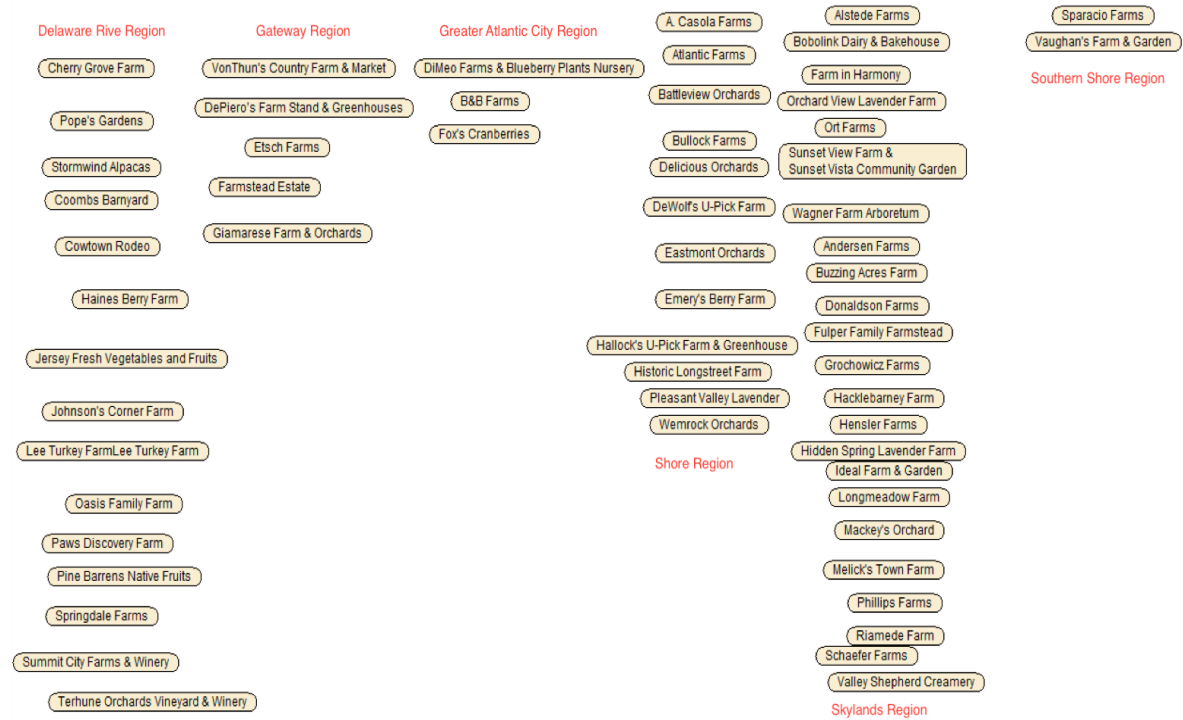 Delaware Rive Region
Cherry Grove Farm
Pope's Gardens
Stormwind Alpacas
Coombs Barnyard
Cowtown Rodeo
Haines Berry Farm
Jersey Fresh Vegetables and Fruits
Johnson's Corner Farm
Lee Turkey FarmLee Turkey Farm
Oasis Family Farm
Paws Discovery Farm
Pine Barrens Native Fruits
Springdale Farms
Summit City Farms & Winery
Terhune Orchards Vineyard & Winery
Gateway Region
VonThun's Country Farm & Market
DePiero's Farm Stand & Greenhouses
Etsch Farms
Farmstead Estate
Giamarese Farm & Orchards
Greater Atlantic City Region
DiMeo Farms & Blueberry Plants Nursery
B&B Farms
Fox's Cranberries
A. Casola Farms
Atlantic Farms
Battleview Orchards
Bullock Farms
Delicious Orchards
DeWolf's U-Pick Farm
Eastmont Orchards
Emery's Berry Farm
Hallock's U-Pick Farm & Greenhouse
Historic Longstreet Farm
Pleasant Valley Lavender
Wemrock Orchards
Shore Region
Alstede Farms
Bobolink Dairy & Bakehouse
Farm in Harmony
Orchard View Lavender Farm
Ort Farms
Sunset View Farm &
Sunset Vista Community Garden
Wagner Farm Arboretum
Andersen Farms
Buzzing Acres Farm
Donaldson Farms
Fulper Family Farmstead
Grochowicz Farms
Hacklebarney Farm
Hensler Farms
Hidden Spring Lavender Farm
Ideal Farm & Garden
Longmeadow Farm
Mackey's Orchard
Melick's Town Farm
Phillips Farms
Riamede Farm
Schaefer Farms
Valley Shepherd Creamery
Skylands Region
Sparacio Farms
Vaughan's Farm & Garden
Southern Shore Region